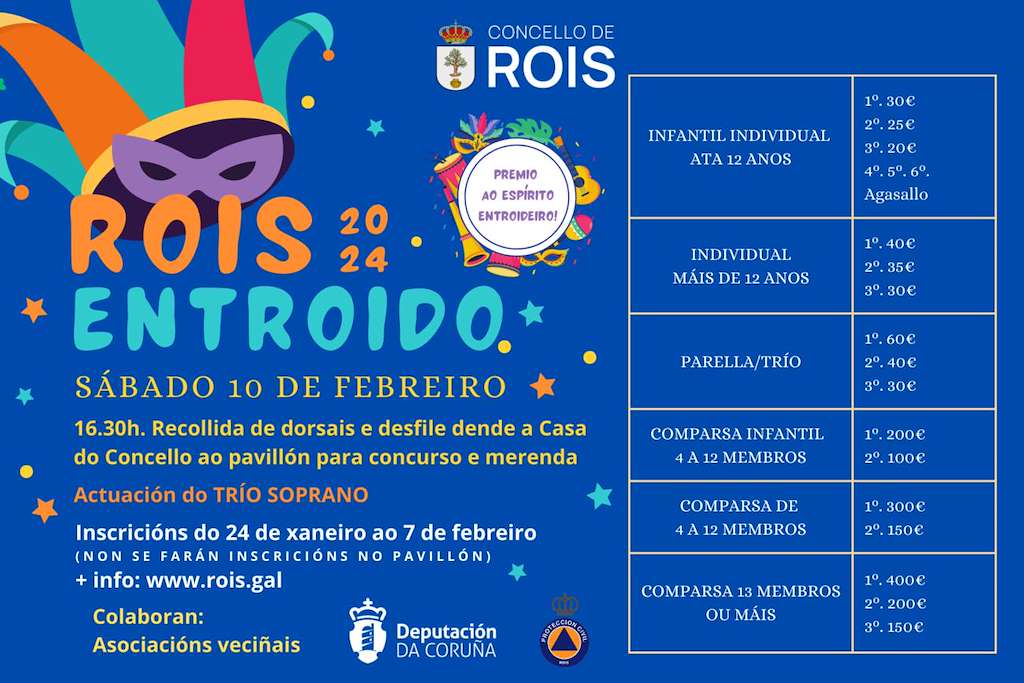 CONCELLO DE
ROIS
PREMIO
AO ESPÍRITO
ENTROIDEIRO!
ROIS
20
24
ENTROIDO
SÁBADO 10 DE FEBREIRO
16.30h. Recollida de dorsais e desfile dende a Casa
do Concello ao pavillón para concurso e merenda
Actuación do TRÍO SOPRANO
Inscricións do 24 de xaneiro ao 7 de febreiro
(NON SE FARÁN INSCRICIÓNS NO PAVILLÓN)
+ info: www.rois.gal
Colaboran:
Asociacións veciñais
Deputación
DA CORUÑA
PROTECCION CIVIL
ROIS
INFANTIL INDIVIDUAL
ATA 12 ANOS
1º. 30€
2º. 25€
3º. 20€
4º. 5º. 6º.
Agasallo
INDIVIDUAL
MÁIS DE 12 ANOS
1º. 40€
2º. 35€
3º. 30€
PARELLA/TRÍO
1º. 60€
2º. 40€
3º. 30€
COMPARSA INFANTIL
4 A 12 MEMBROS
1º. 200€
2º. 100€
COMPARSA DE
4 A 12 MEMBROS
1º. 300€
2º. 150€
COMPARSA 13 MEMBROS
OU MÁIS
1º. 400€
2º. 200€
3º. 150€